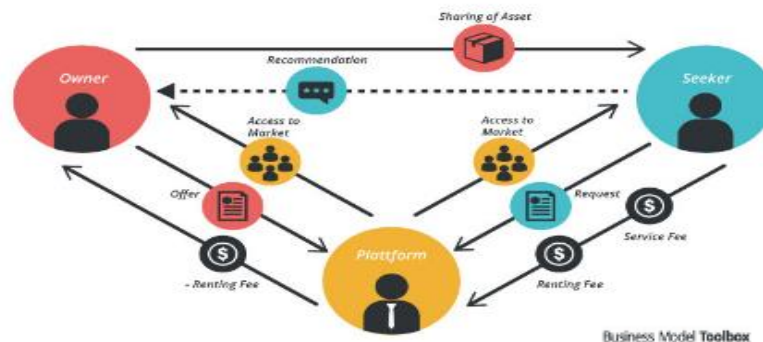 Sharing of Asset
Recommendation
Owner
Seeker
Access to
Market
Access to
Market
Offer
Request
Plattform
Service Fee
- Renting Fee
Renting Fee
Business Model Toolbox